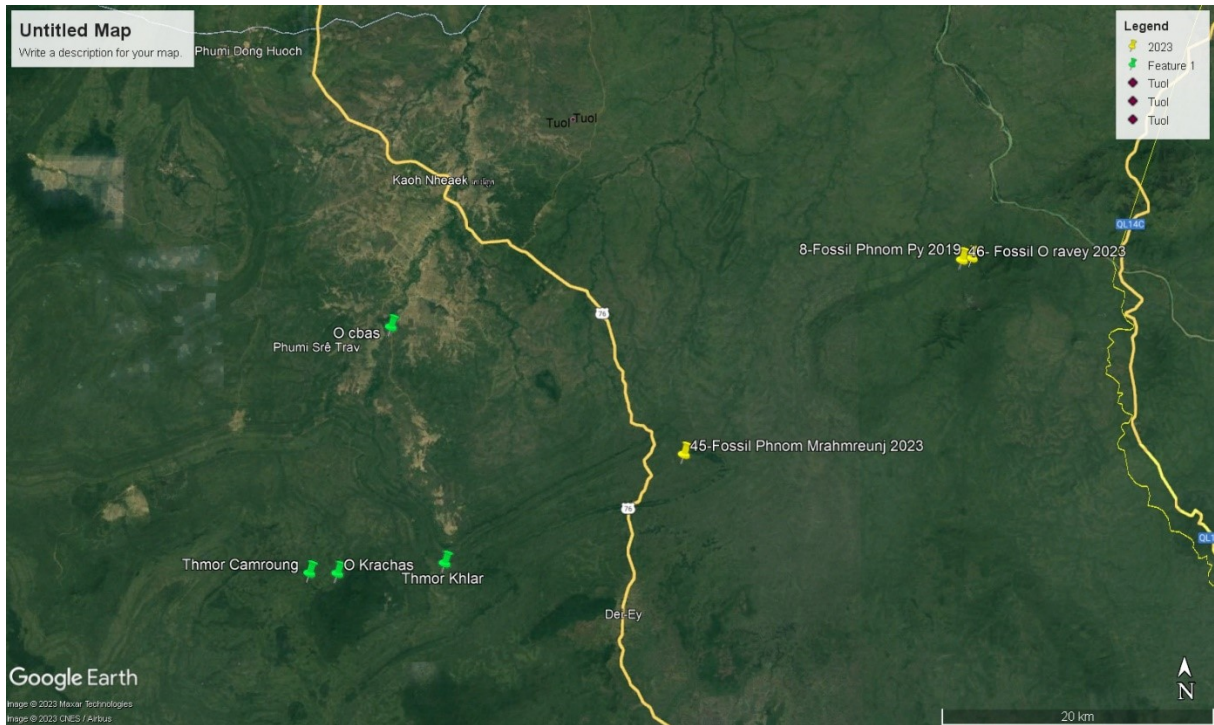 Untitled Map
Write a description for your map.
Legend
2023
Feature 1
Tuol
Tuol
Tuol
Phumi Dong Huoch
Tuol Tuol
Kaoh Nheaek
QL14C
8-Fossil Phnom Py 2019
46- Fossil O ravey 2023
76
O cbas
Phumi Srê Trav
45-Fossil Phnom Mrahmreunj 2023
76
Thmor Camroung
O Krachas
Thmor Khlar
Der-Ey
Google Earth
Image © 2023 Maxar Technologies
Image © 2023 CNES / Airbus
N
20 km